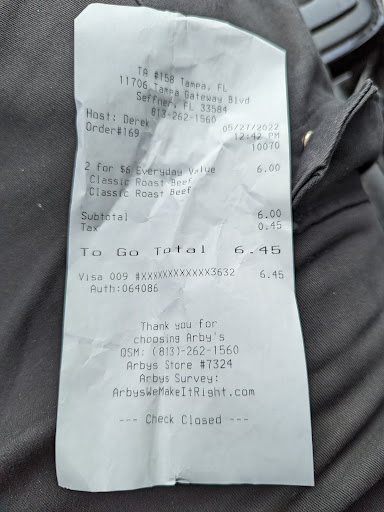 TA #158 Tampa, FL
11706 Tampa Gateway Blvd
Seffner, FL 33584
813-262-1560
Host: Derek 05/27/2022
Order#169 12:42 PM
10070
2 for $6 Everyday Value 6.00
Classic Roast Beef
Classic Roast Beef
Subtotal 6.00
Tax 0.45
To Go Total 6.45
Visa 009 #XXXXXXXXXXXX3632 6.45
Auth:064086
Thank you for
choosing Arby's
QSM: (813)-262-1560
Arbys Store #7324
Arbys Survey:
ArbysWeMakeItRight.com
--- Check Closed ---